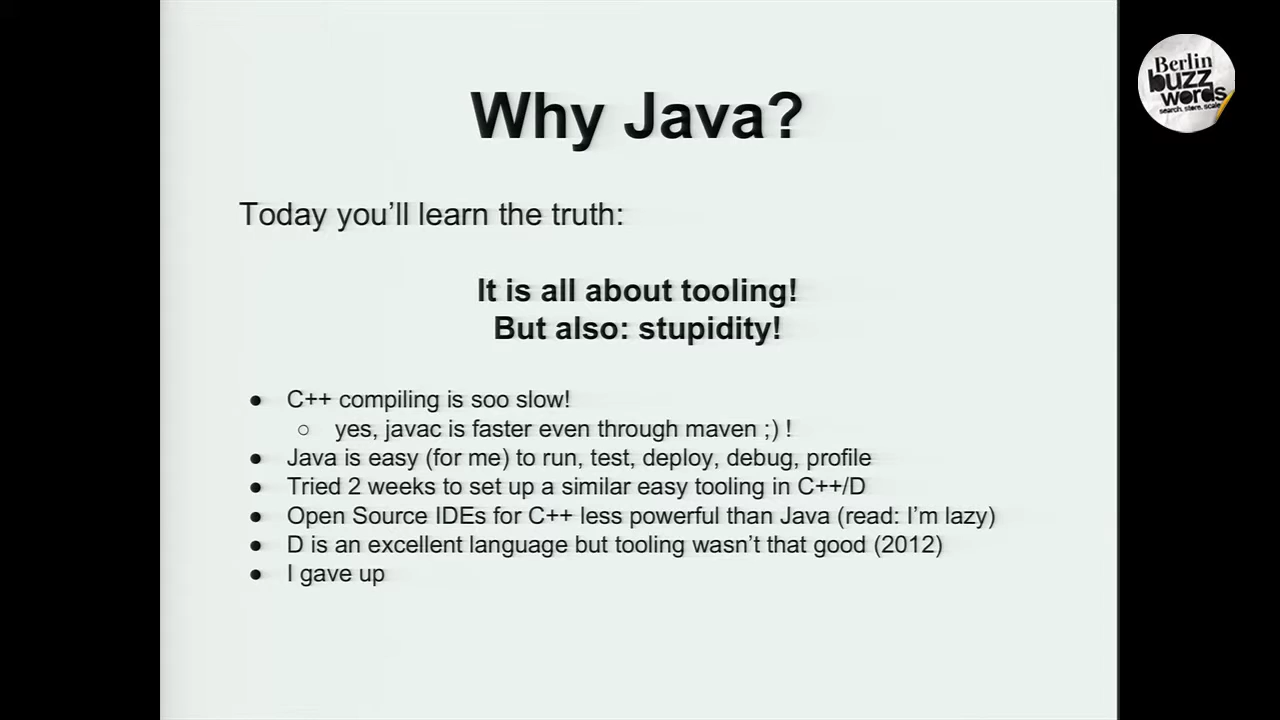 Berlin
buzz
words
search. store. scale.
Why Java?
Today you'll learn the truth:
It is all about tooling!
But also: stupidity!
● C++ compiling is soo slow!
○ yes, javac is faster even through maven ;) !
● Java is easy (for me) to run, test, deploy, debug, profile
● Tried 2 weeks to set up a similar easy tooling in C++/D
● Open Source IDEs for C++ less powerful than Java (read: I'm lazy)
● D is an excellent language but tooling wasn't that good (2012)
● I gave up